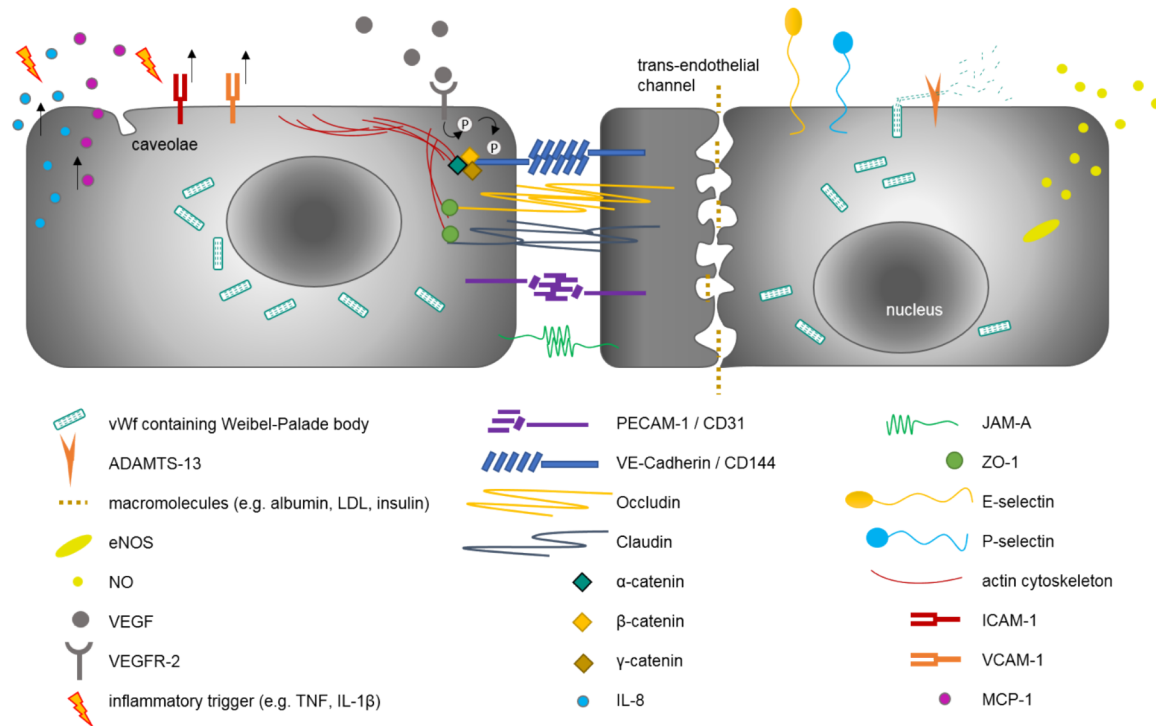 trans-endothelial
channel
P
P
caveolae
nucleus
vWf containing Weibel-Palade body
PECAM-1 / CD31
JAM-A
ADAMTS-13
VE-Cadherin / CD144
ZO-1
macromolecules (e.g. albumin, LDL, insulin)
Occludin
E-selectin
eNOS
Claudin
P-selectin
NO
α-catenin
actin cytoskeleton
VEGF
β-catenin
ICAM-1
VEGFR-2
γ-catenin
VCAM-1
inflammatory trigger (e.g. TNF, IL-1β)
IL-8
MCP-1